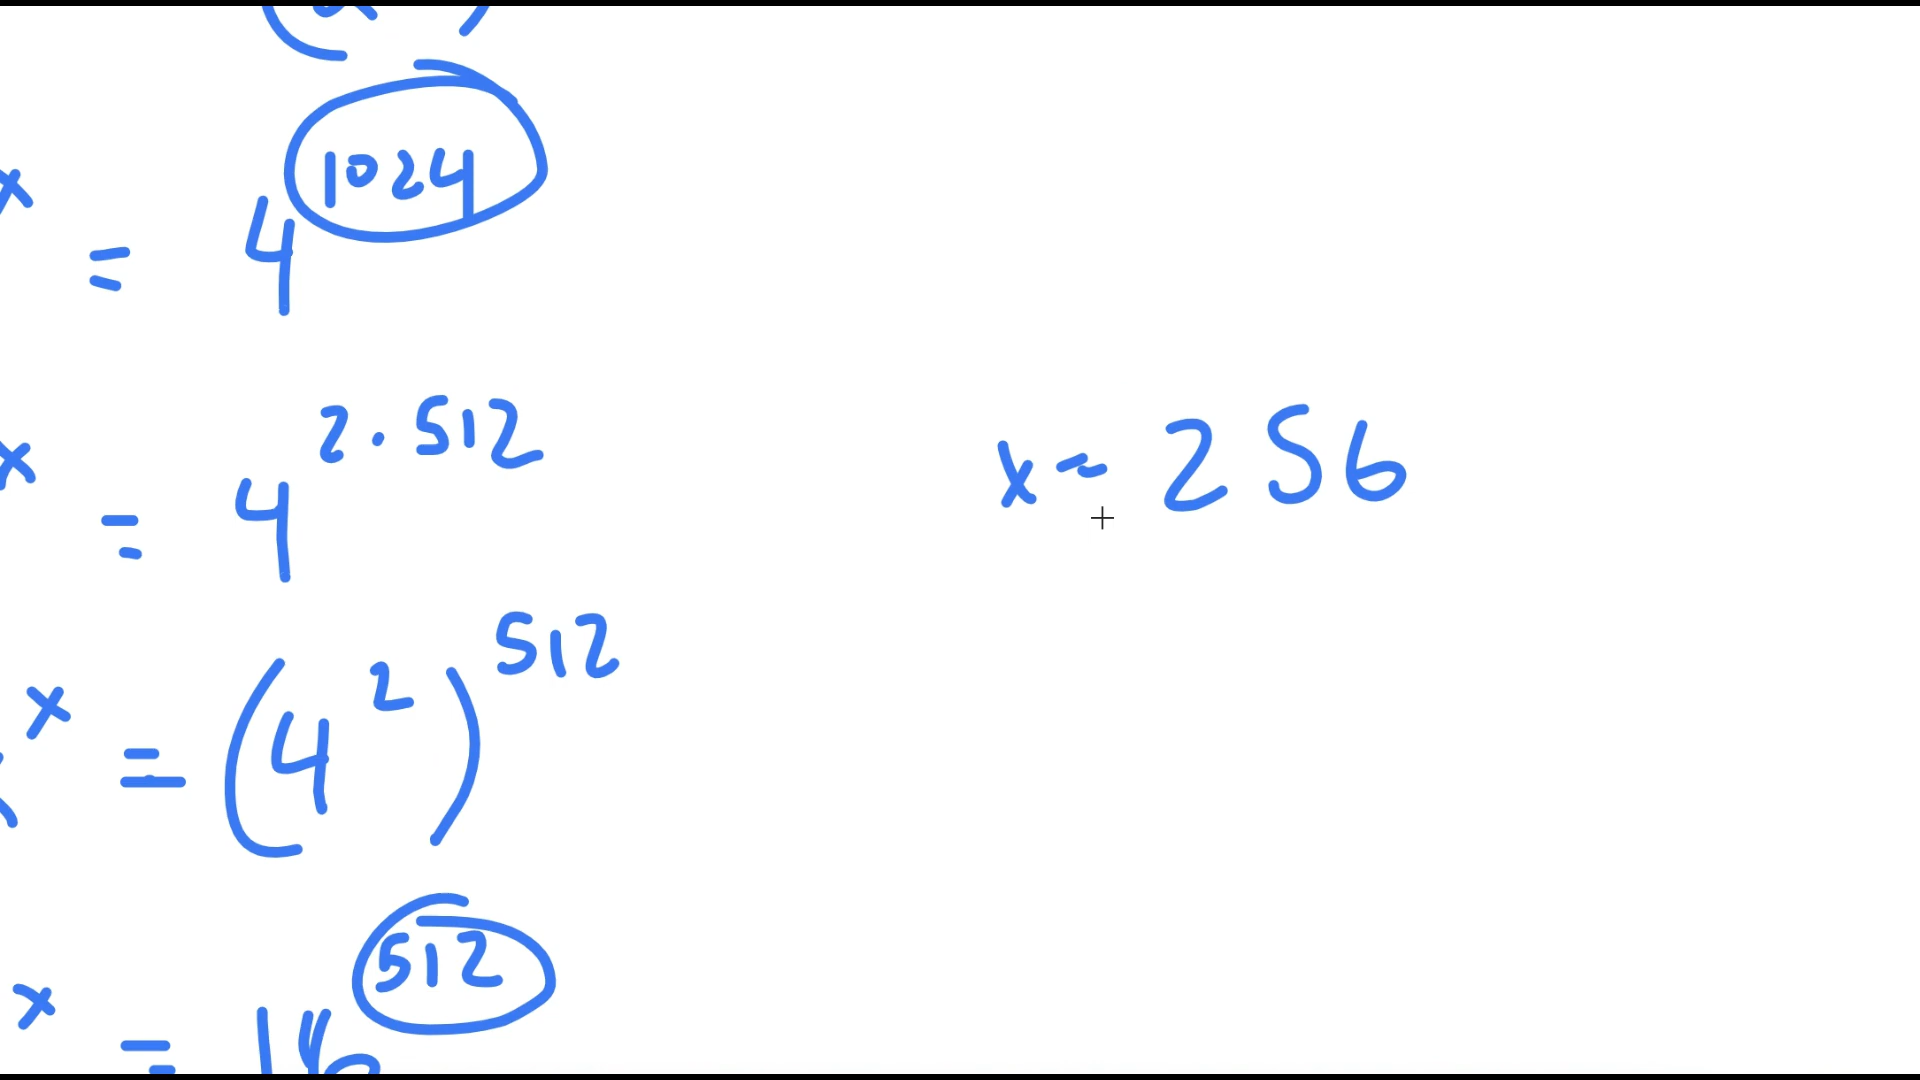 x = 4^1024
x = 4^2·512
x = 256
x = (4^2)^512
x = 16^512